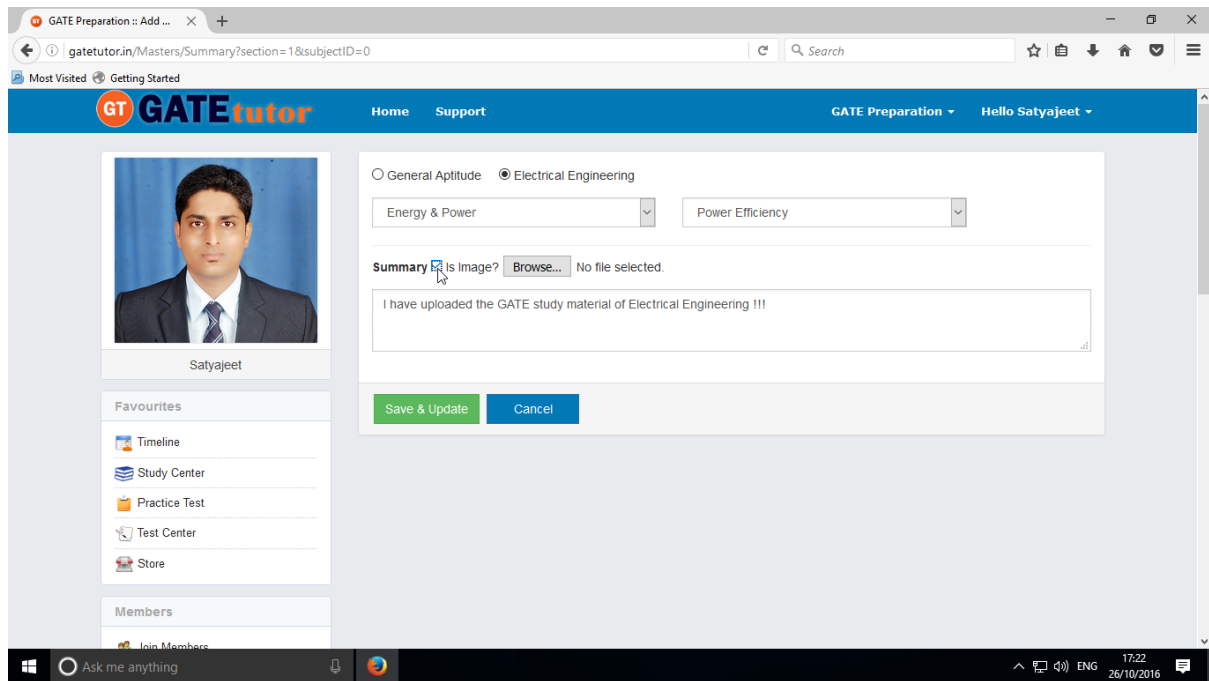 GATE Preparation :: Add ...
gatetutor.in/Masters/Summary?section=1&subjectID=0
Search
Most Visited Getting Started
GT GATEtutor Home Support GATE Preparation Hello Satyajeet
General Aptitude Electrical Engineering
Energy & Power Power Efficiency
Summary Is Image? Browse... No file selected.
I have uploaded the GATE study material of Electrical Engineering !!!
Save & Update Cancel
Satyajeet
Favourites
Timeline
Study Center
Practice Test
Test Center
Store
Members
Join Members
Ask me anything
ENG
17:22
26/10/2016